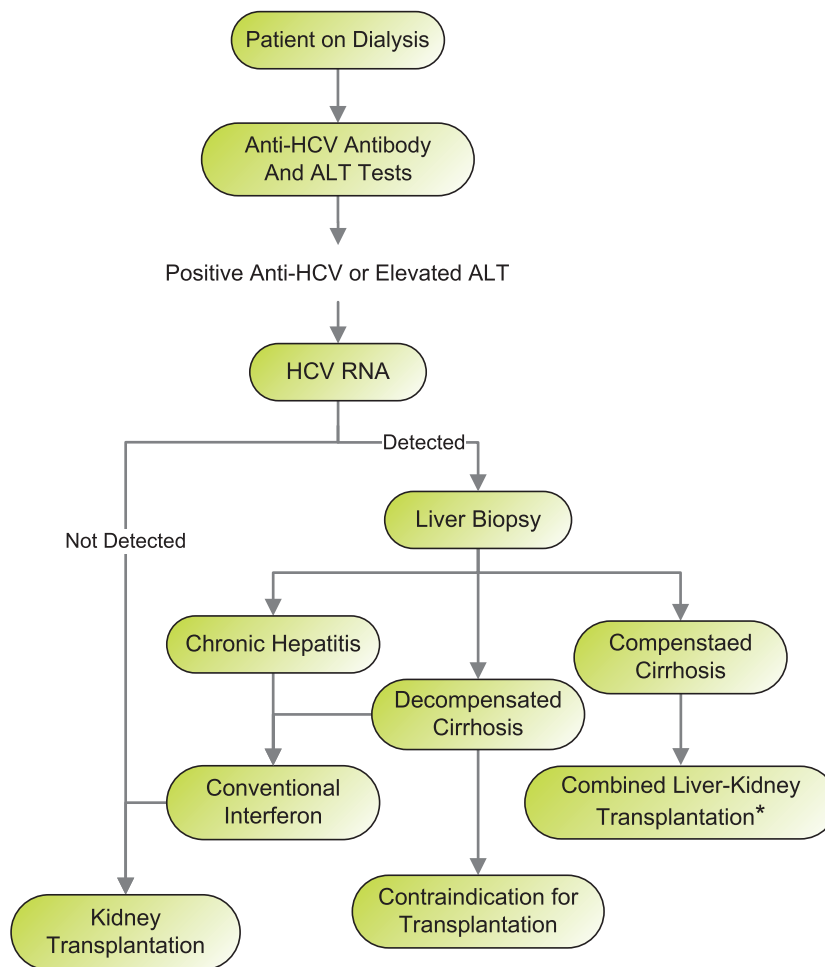 Patient on Dialysis
Anti-HCV Antibody
And ALT Tests
Positive Anti-HCV or Elevated ALT
HCV RNA
Detected
Not Detected
Liver Biopsy
Chronic Hepatitis
Compenstaed
Cirrhosis
Decompensated
Cirrhosis
Conventional
Interferon
Combined Liver-Kidney
Transplantation*
Contraindication for
Transplantation
Kidney
Transplantation